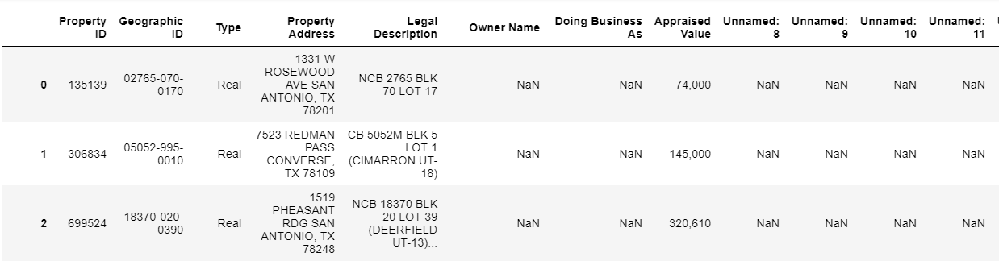 Property ID Geographic ID Type Property Address Legal Description Owner Name Doing Business As Appraised Value Unnamed: 8 Unnamed: 9 Unnamed: 10 Unnamed: 11
0 135139 02765-070-0170 Real 1331 W ROSEWOOD AVE SAN ANTONIO, TX 78201 NCB 2765 BLK 70 LOT 17 NaN NaN 74,000 NaN NaN NaN NaN
1 306834 05052-995-0010 Real 7523 REDMAN PASS CONVERSE, TX 78109 CB 5052M BLK 5 LOT 1 (CIMARRON UT-18) NaN NaN 145,000 NaN NaN NaN NaN
2 699524 18370-020-0390 Real 1519 PHEASANT RDG SAN ANTONIO, TX 78248 NCB 18370 BLK 20 LOT 39 (DEERFIELD UT-13)... NaN NaN 320,610 NaN NaN NaN NaN